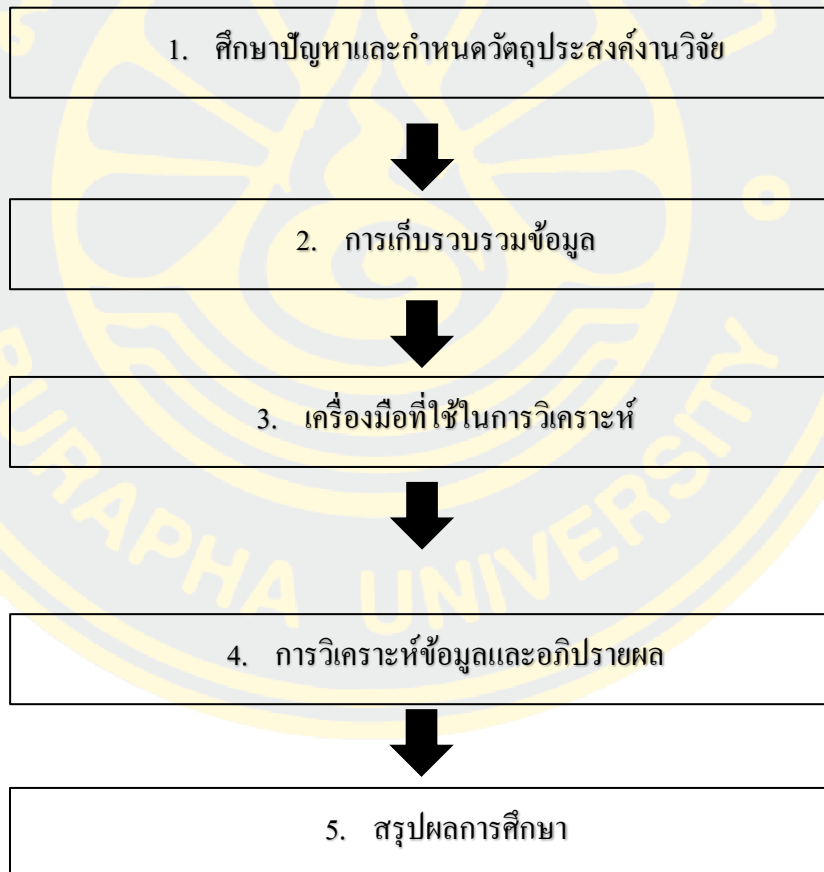 1. ศึกษาปัญหาและกำหนดวัตถุประสงค์งานวิจัย
2. การเก็บรวบรวมข้อมูล
3. เครื่องมือที่ใช้ในการวิเคราะห์
4. การวิเคราะห์ข้อมูลและอภิปรายผล
5. สรุปผลการศึกษา
BURAPHA UNIVERSITY